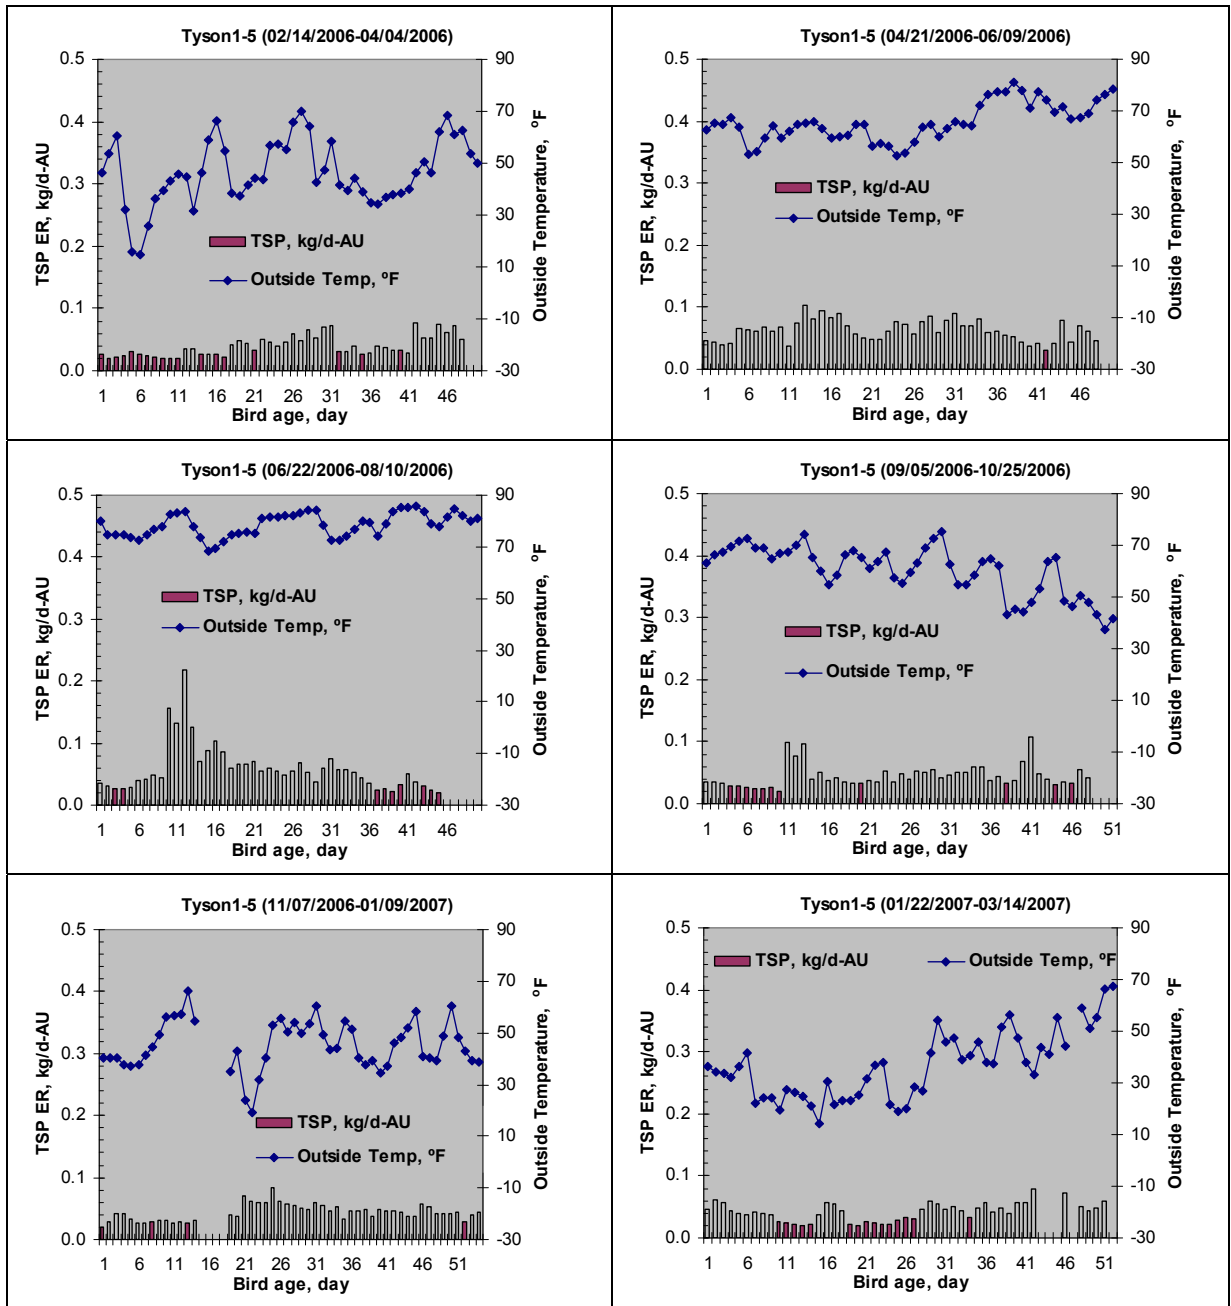 Tyson1-5 (02/14/2006-04/04/2006)
0.5
0.4
0.3
0.2
0.1
0.0
TSP ER, kg/d-AU
TSP, kg/d-AU
Outside Temp, ºF
90
70
50
30
10
-10
-30
Outside Temperature, ºF
1 6 11 16 21 26 31 36 41 46
Bird age, day
Tyson1-5 (04/21/2006-06/09/2006)
0.5
0.4
0.3
0.2
0.1
0.0
TSP ER, kg/d-AU
TSP, kg/d-AU
Outside Temp, ºF
90
70
50
30
10
-10
-30
Outside Temperature, ºF
1 6 11 16 21 26 31 36 41 46
Bird age, day
Tyson1-5 (06/22/2006-08/10/2006)
0.5
0.4
0.3
0.2
0.1
0.0
TSP ER, kg/d-AU
TSP, kg/d-AU
Outside Temp, ºF
90
70
50
30
10
-10
-30
Outside Temperature, ºF
1 6 11 16 21 26 31 36 41 46
Bird age, day
Tyson1-5 (09/05/2006-10/25/2006)
0.5
0.4
0.3
0.2
0.1
0.0
TSP ER, kg/d-AU
TSP, kg/d-AU
Outside Temp, ºF
90
70
50
30
10
-10
-30
Outside Temperature, ºF
1 6 11 16 21 26 31 36 41 46 51
Bird age, day
Tyson1-5 (11/07/2006-01/09/2007)
0.5
0.4
0.3
0.2
0.1
0.0
TSP ER, kg/d-AU
TSP, kg/d-AU
Outside Temp, ºF
90
70
50
30
10
-10
-30
Outside Temperature, ºF
1 6 11 16 21 26 31 36 41 46 51
Bird age, day
Tyson1-5 (01/22/2007-03/14/2007)
0.5
0.4
0.3
0.2
0.1
0.0
TSP ER, kg/d-AU
TSP, kg/d-AU Outside Temp, ºF
90
70
50
30
10
-10
-30
Outside Temperature, ºF
1 6 11 16 21 26 31 36 41 46 51
Bird age, day